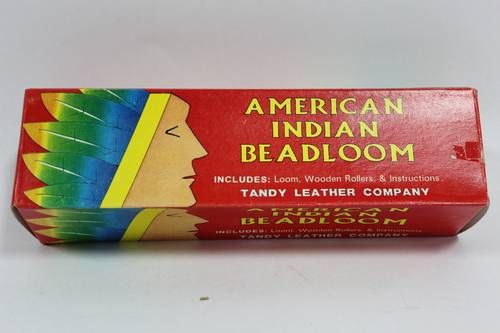 AMERICAN
INDIAN
BEADLOOM
INCLUDES: Loom, Wooden Rollers, & Instructions
TANDY LEATHER COMPANY
AMERICAN
INDIAN
BEADLOOM
INCLUDES: Loom, Wooden Rollers, & Instructions
TANDY LEATHER COMPANY